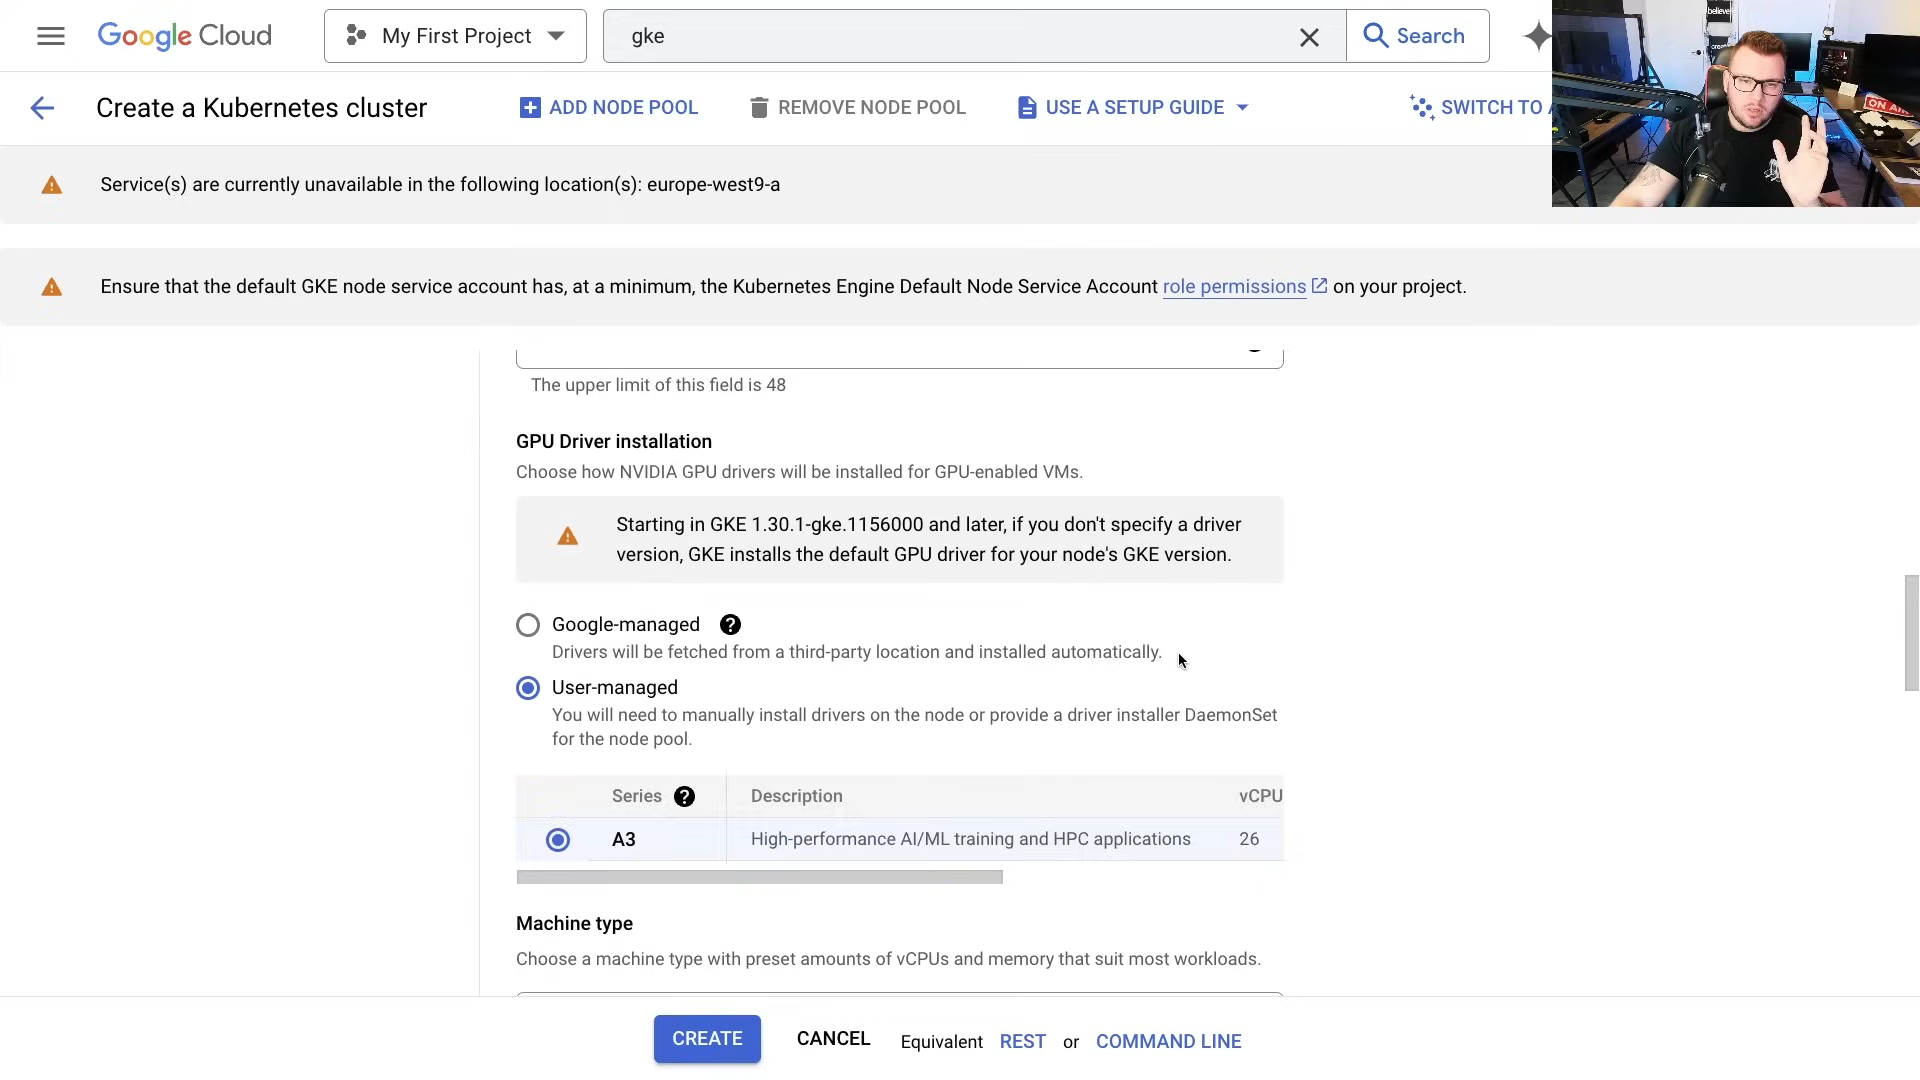 Google Cloud
My First Project
gke
Search
Create a Kubernetes cluster
ADD NODE POOL
REMOVE NODE POOL
USE A SETUP GUIDE
SWITCH TO
believe
ON AIR
Service(s) are currently unavailable in the following location(s): europe-west9-a
Ensure that the default GKE node service account has, at a minimum, the Kubernetes Engine Default Node Service Account role permissions on your project.
The upper limit of this field is 48
GPU Driver installation
Choose how NVIDIA GPU drivers will be installed for GPU-enabled VMs.
Starting in GKE 1.30.1-gke.1156000 and later, if you don't specify a driver
version, GKE installs the default GPU driver for your node's GKE version.
Google-managed
Drivers will be fetched from a third-party location and installed automatically.
User-managed
You will need to manually install drivers on the node or provide a driver installer DaemonSet
for the node pool.
Series Description vCPU
A3 High-performance AI/ML training and HPC applications 26
Machine type
Choose a machine type with preset amounts of vCPUs and memory that suit most workloads.
CREATE CANCEL Equivalent REST or COMMAND LINE